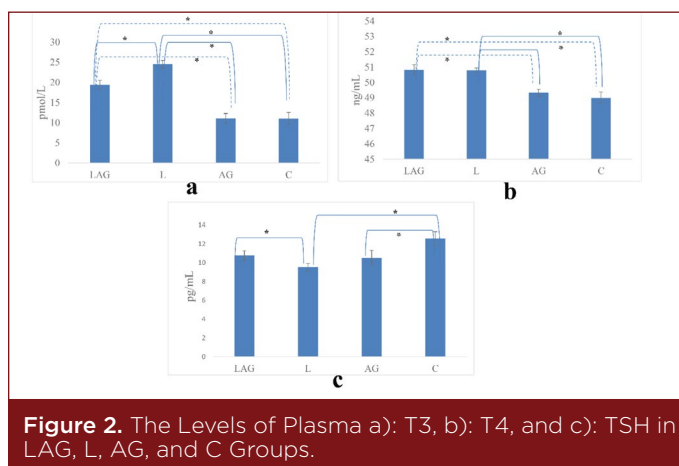 pmol/L
30
25
20
15
10
5
0
* * * * *
LAG L AG C
a
ng/mL
54
53
52
51
50
49
48
47
46
45
* * * *
LAG L AG C
b
pg/mL
14
12
10
8
6
4
2
0
* * *
LAG L AG C
c
Figure 2. The Levels of Plasma a): T3, b): T4, and c): TSH in
LAG, L, AG, and C Groups.